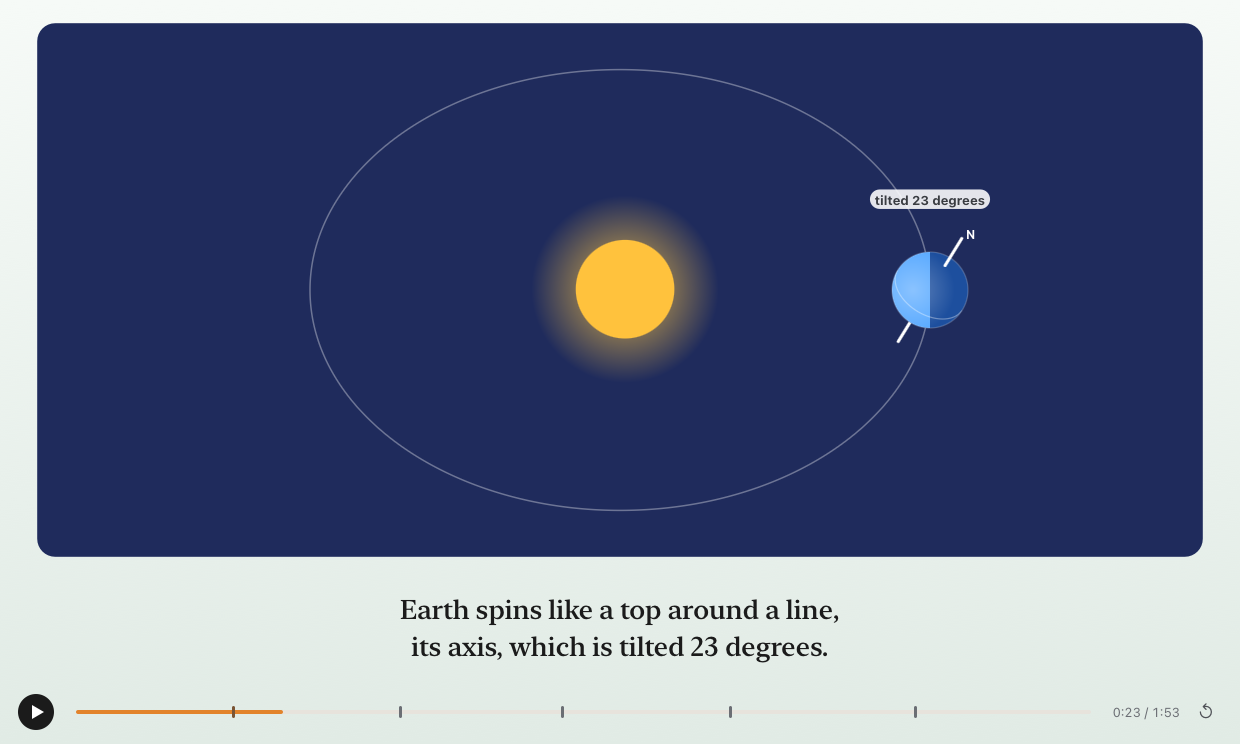 tilted 23 degrees
N
Earth spins like a top around a line,
its axis, which is tilted 23 degrees.
0:23 / 1:53